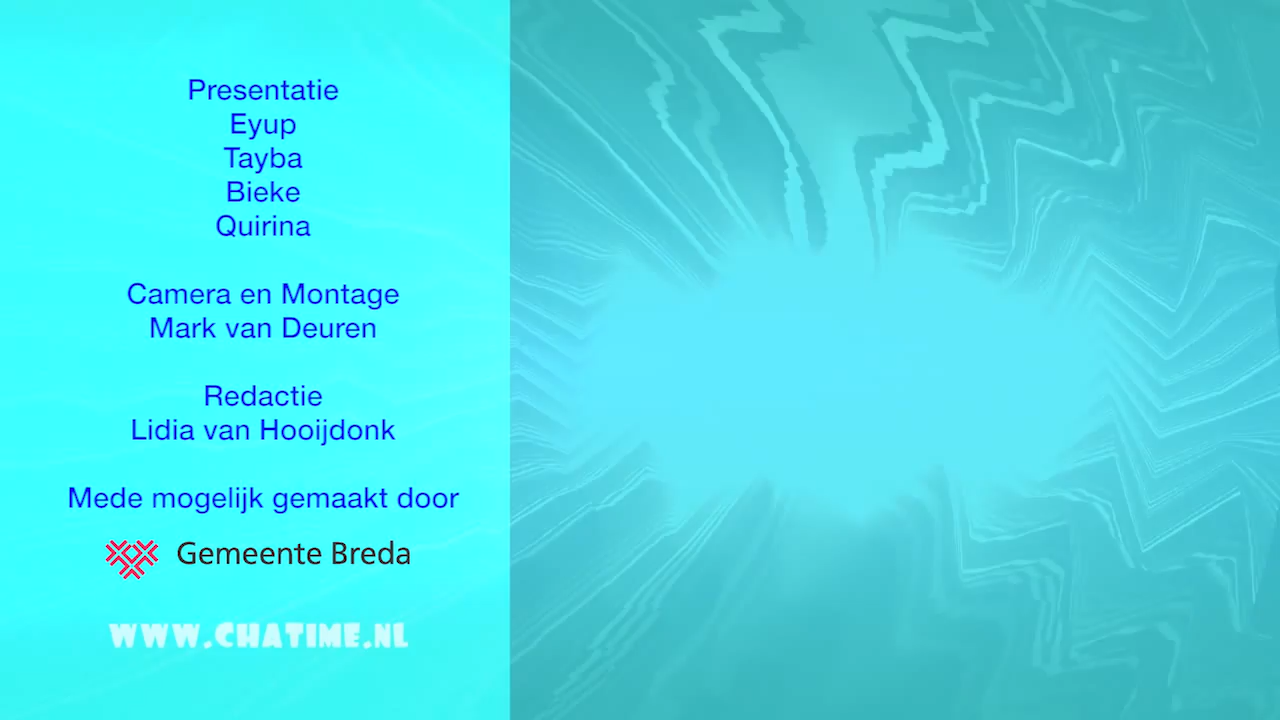 Presentatie
Eyup
Tayba
Bieke
Quirina
Camera en Montage
Mark van Deuren
Redactie
Lidia van Hooijdonk
Mede mogelijk gemaakt door
Gemeente Breda
WWW.CHATIME.NL